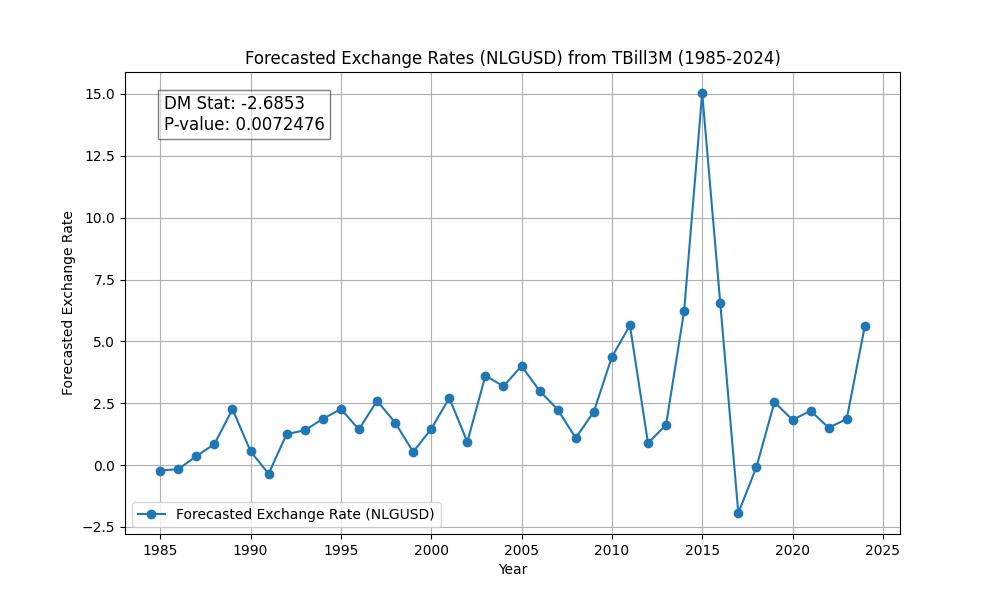 Forecasted Exchange Rates (NLGUSD) from TBill3M (1985-2024)
DM Stat: -2.6853
P-value: 0.0072476
15.0
12.5
10.0
7.5
5.0
2.5
0.0
−2.5
Forecasted Exchange Rate
Forecasted Exchange Rate (NLGUSD)
1985 1990 1995 2000 2005 2010 2015 2020 2025
Year